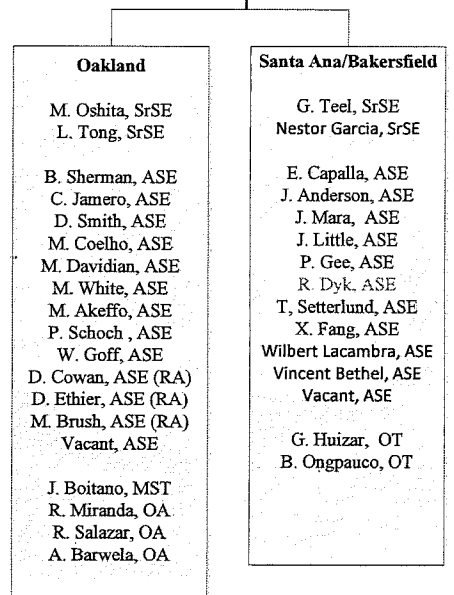 Oakland
M. Oshita, SrSE
L. Tong, SrSE
B. Sherman, ASE
C. Jamero, ASE
D. Smith, ASE
M. Coelho, ASE
M. Davidian, ASE
M. White, ASE
M. Akeffo, ASE
P. Schoch , ASE
W. Goff, ASE
D. Cowan, ASE (RA)
D. Ethier, ASE (RA)
M. Brush, ASE (RA)
Vacant, ASE
J. Boitano, MST
R. Miranda, OA
R. Salazar, OA
A. Barwela, OA
Santa Ana/Bakersfield
G. Teel, SrSE
Nestor Garcia, SrSE
E. Capalla, ASE
J. Anderson, ASE
J. Mara, ASE
J. Little, ASE
P. Gee, ASE
R. Dyk, ASE
T, Setterlund, ASE
X. Fang, ASE
Wilbert Lacambra, ASE
Vincent Bethel, ASE
Vacant, ASE
G. Huizar, OT
B. Ongpauco, OT